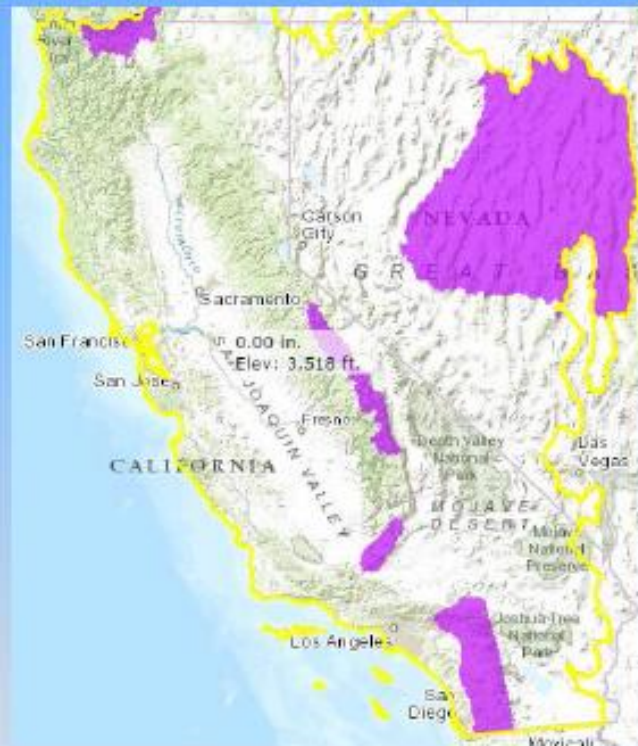 River
Carson
City
NEVADA
GREAT
Sacramento
San Francisco
0.00 in.
Elev: 3.518 ft.
San Jose
SAN JOAQUIN VALLEY
Fresno
Death Valley
National
Park
Las
Vegas
CALIFORNIA
MOJAVE
DESERT
Mojave
National
Preserve
Joshua Tree
National
Park
Los Angeles
San
Diego
Mexicali